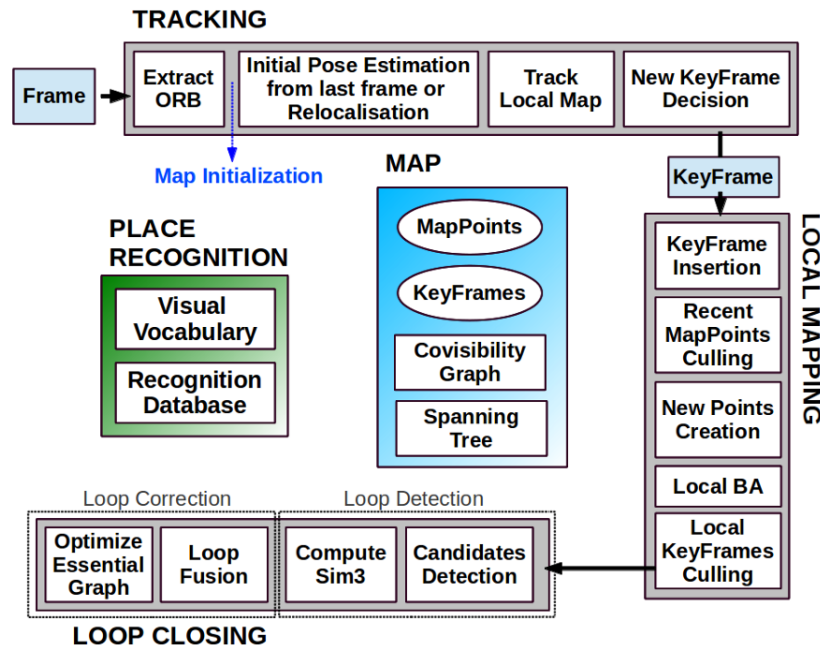 TRACKING
Frame
Extract
ORB
Initial Pose Estimation
from last frame or
Relocalisation
Track
Local Map
New KeyFrame
Decision
Map Initialization
MAP
KeyFrame
PLACE
RECOGNITION
Visual
Vocabulary
Recognition
Database
MapPoints
KeyFrames
Covisibility
Graph
Spanning
Tree
LOCAL MAPPING
KeyFrame
Insertion
Recent
MapPoints
Culling
New Points
Creation
Local BA
Local
KeyFrames
Culling
Loop Correction
Loop Detection
Optimize
Essential
Graph
Loop
Fusion
Compute
Sim3
Candidates
Detection
LOOP CLOSING